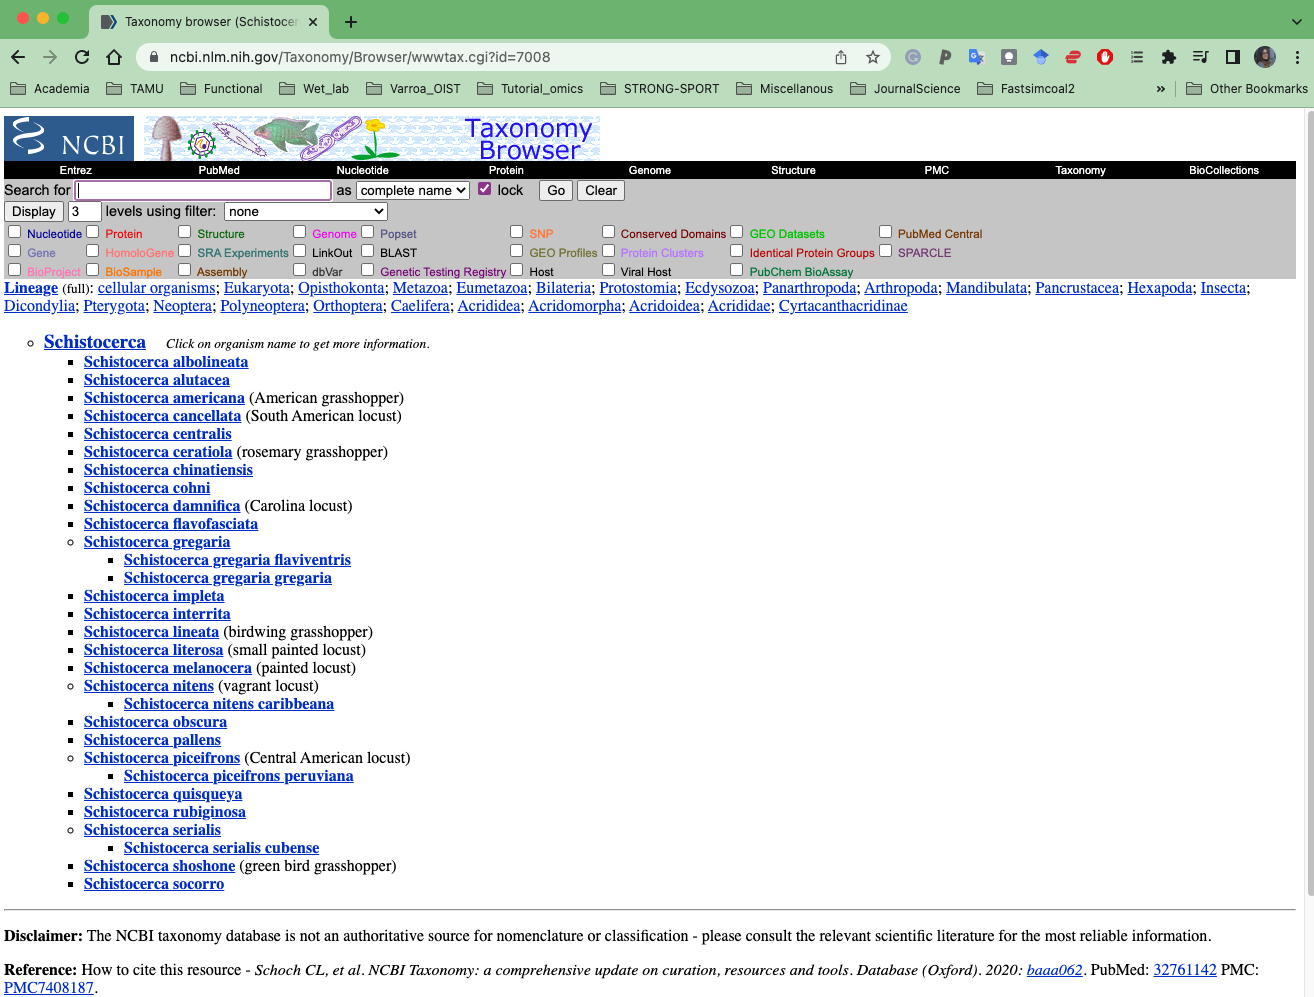 Taxonomy browser (Schistocer
ncbi.nlm.nih.gov/Taxonomy/Browser/wwwtax.cgi?id=7008
Academia TAMU Functional Wet_lab Varroa_OIST Tutorial_omics STRONG-SPORT Miscellanous JournalScience Fastsimcoal2 » Other Bookmarks
NCBI Taxonomy
Browser
Entrez PubMed Nucleotide Protein Genome Structure PMC Taxonomy BioCollections
Search for as complete name lock Go Clear
Display 3 levels using filter: none
Nucleotide Protein Structure Genome Popset SNP Conserved Domains GEO Datasets PubMed Central
Gene HomoloGene SRA Experiments LinkOut BLAST GEO Profiles Protein Clusters Identical Protein Groups SPARCLE
BioProject BioSample Assembly dbVar Genetic Testing Registry Host Viral Host PubChem BioAssay
Lineage (full): cellular organisms; Eukaryota; Opisthokonta; Metazoa; Eumetazoa; Bilateria; Protostomia; Ecdysozoa; Panarthropoda; Arthropoda; Mandibulata; Pancrustacea; Hexapoda; Insecta;
Dicondylia; Pterygota; Neoptera; Polyneoptera; Orthoptera; Caelifera; Acrididea; Acridomorpha; Acridoidea; Acrididae; Cyrtacanthacridinae
Schistocerca Click on organism name to get more information.
Schistocerca albolineata
Schistocerca alutacea
Schistocerca americana (American grasshopper)
Schistocerca cancellata (South American locust)
Schistocerca centralis
Schistocerca ceratiola (rosemary grasshopper)
Schistocerca chinatiensis
Schistocerca cohni
Schistocerca damnifica (Carolina locust)
Schistocerca flavofasciata
Schistocerca gregaria
Schistocerca gregaria flaviventris
Schistocerca gregaria gregaria
Schistocerca impleta
Schistocerca interrita
Schistocerca lineata (birdwing grasshopper)
Schistocerca literosa (small painted locust)
Schistocerca melanocera (painted locust)
Schistocerca nitens (vagrant locust)
Schistocerca nitens caribbeana
Schistocerca obscura
Schistocerca pallens
Schistocerca piceifrons (Central American locust)
Schistocerca piceifrons peruviana
Schistocerca quisqueya
Schistocerca rubiginosa
Schistocerca serialis
Schistocerca serialis cubense
Schistocerca shoshone (green bird grasshopper)
Schistocerca socorro
Disclaimer: The NCBI taxonomy database is not an authoritative source for nomenclature or classification - please consult the relevant scientific literature for the most reliable information.
Reference: How to cite this resource - Schoch CL, et al. NCBI Taxonomy: a comprehensive update on curation, resources and tools. Database (Oxford). 2020: baaa062. PubMed: 32761142 PMC:
PMC7408187.